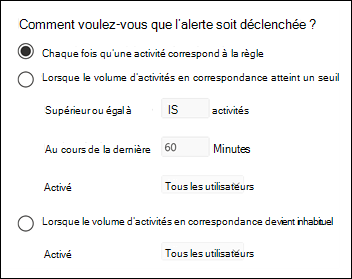 Comment voulez-vous que l'alerte soit déclenchée ?
Chaque fois qu'une activité correspond à la règle
Lorsque le volume d'activités en correspondance atteint un seuil
Supérieur ou égal à IS activités
Au cours de la dernière 60 Minutes
Activé Tous les utilisateurs
Lorsque le volume d'activités en correspondance devient inhabituel
Activé Tous les utilisateurs